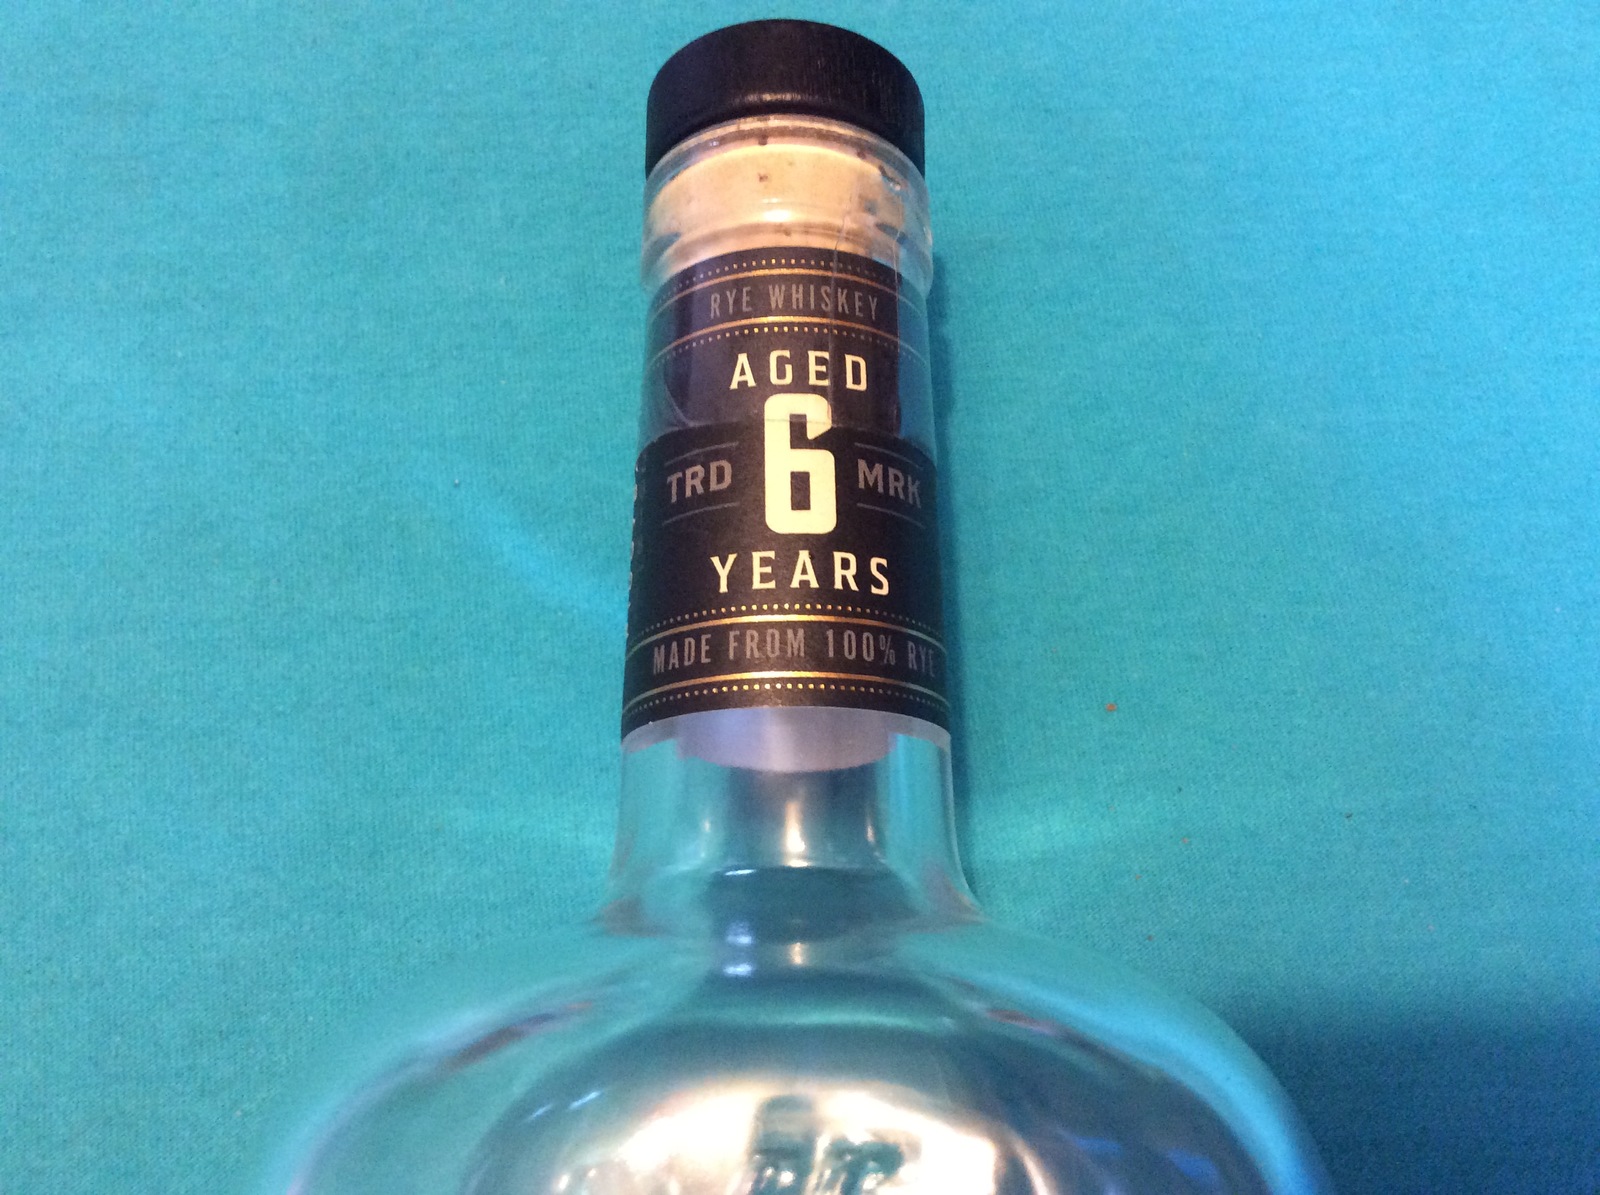 RYE WHISKEY
AGED
6
TRD MRK
YEARS
MADE FROM 100% RYE